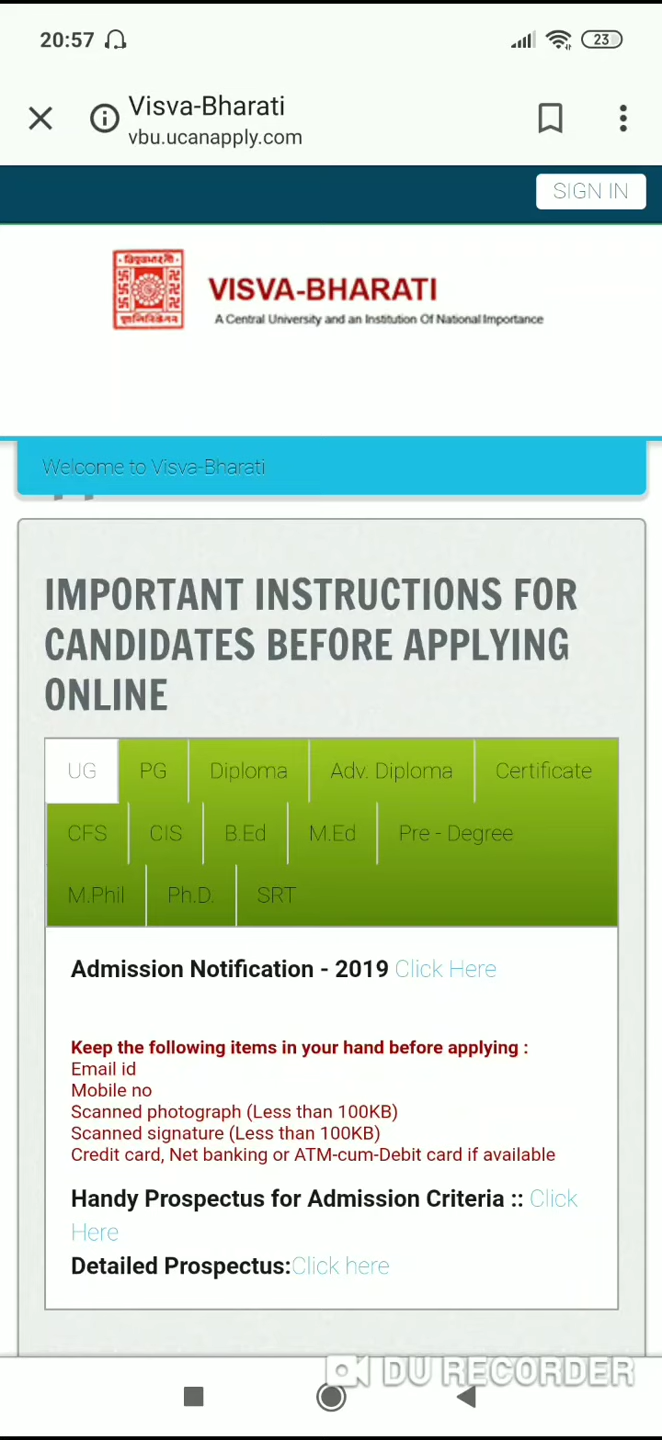 20:57
23
Visva-Bharati
vbu.ucanapply.com
SIGN IN
VISVA-BHARATI
A Central University and an Institution Of National Importance
Welcome to Visva-Bharati
IMPORTANT INSTRUCTIONS FOR
CANDIDATES BEFORE APPLYING
ONLINE
UG PG Diploma Adv. Diploma Certificate
CFS CIS B.Ed M.Ed Pre - Degree
M.Phil Ph.D. SRT
Admission Notification - 2019 Click Here
Keep the following items in your hand before applying :
Email id
Mobile no
Scanned photograph (Less than 100KB)
Scanned signature (Less than 100KB)
Credit card, Net banking or ATM-cum-Debit card if available
Handy Prospectus for Admission Criteria :: Click
Here
Detailed Prospectus:Click here
DU RECORDER